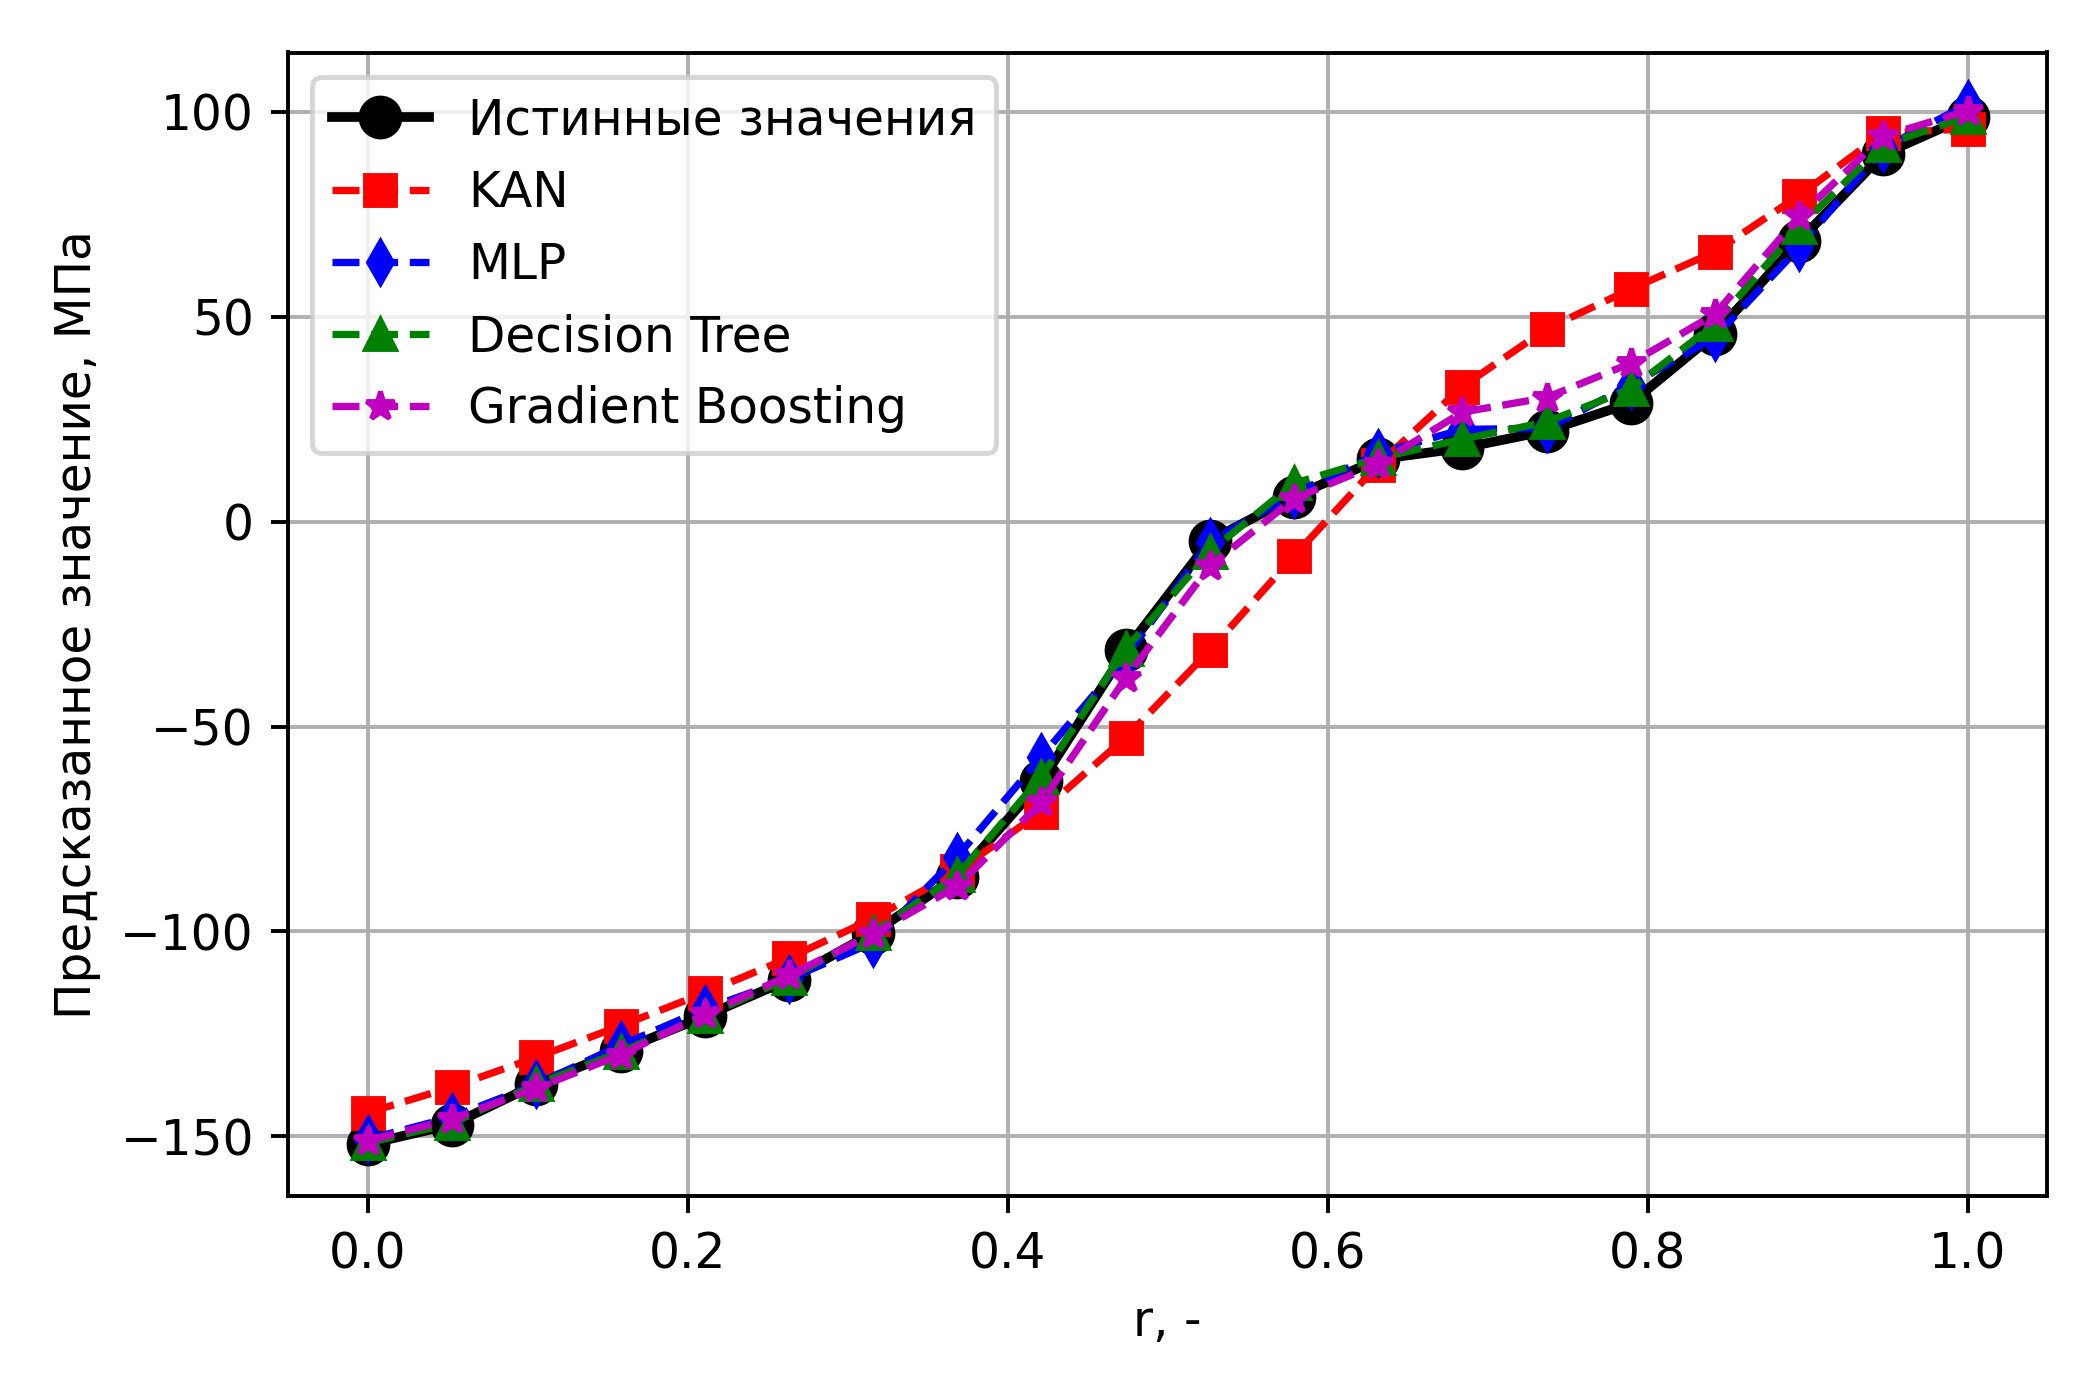 Истинные значения
KAN
MLP
Decision Tree
Gradient Boosting
Предсказанное значение, МПа
100
50
0
−50
−100
−150
0.0 0.2 0.4 0.6 0.8 1.0
r, -